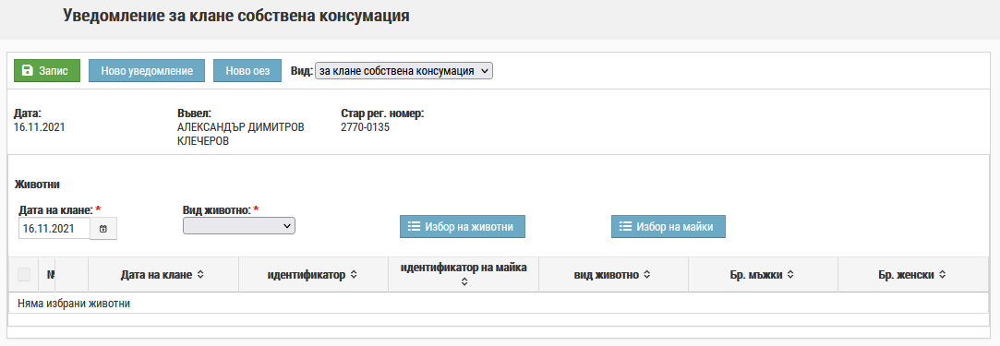 Уведомление за клане собствена консумация
Запис Ново уведомление Ново оез Вид: за клане собствена консумация
Дата: Въвел: Стар рег. номер:
16.11.2021 АЛЕКСАНДЪР ДИМИТРОВ 2770-0135
КЛЕЧЕРОВ
Животни
Дата на клане: * Вид животно: *
16.11.2021 Избор на животни Избор на майки
№ Дата на клане идентификатор идентификатор на майка вид животно Бр. мъжки Бр. женски
Няма избрани животни